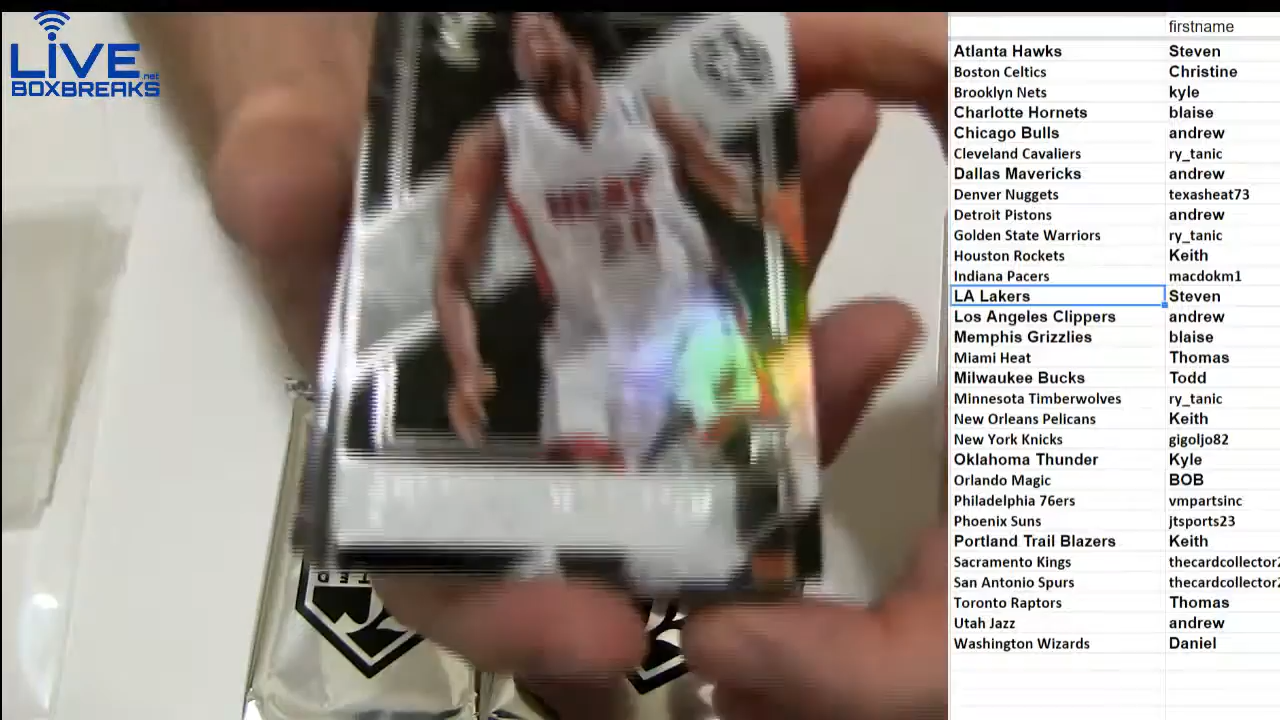 LIVE
.net
BOXBREAKS
firstname
Atlanta Hawks Steven
Boston Celtics Christine
Brooklyn Nets kyle
Charlotte Hornets blaise
Chicago Bulls andrew
Cleveland Cavaliers ry_tanic
Dallas Mavericks andrew
Denver Nuggets texasheat73
Detroit Pistons andrew
Golden State Warriors ry_tanic
Houston Rockets Keith
Indiana Pacers macdokm1
LA Lakers Steven
Los Angeles Clippers andrew
Memphis Grizzlies blaise
Miami Heat Thomas
Milwaukee Bucks Todd
Minnesota Timberwolves ry_tanic
New Orleans Pelicans Keith
New York Knicks gigoljo82
Oklahoma Thunder Kyle
Orlando Magic BOB
Philadelphia 76ers vmpartsinc
Phoenix Suns jtsports23
Portland Trail Blazers Keith
Sacramento Kings thecardcollector2
San Antonio Spurs thecardcollector2
Toronto Raptors Thomas
Utah Jazz andrew
Washington Wizards Daniel
HEAT